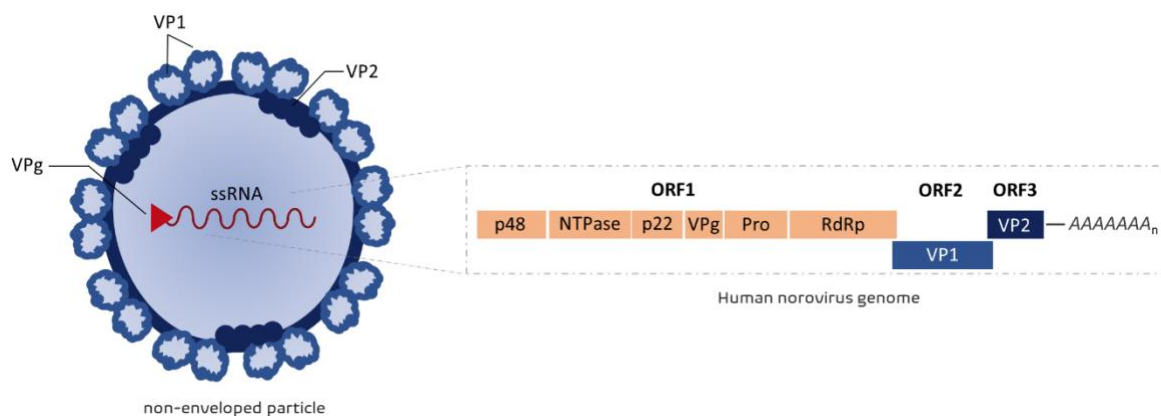 VP1
VP2
VPg
ssRNA
non-enveloped particle
ORF1 ORF2 ORF3
p48 NTPase p22 VPg Pro RdRp VP2 — AAAAAAAn
VP1
Human norovirus genome